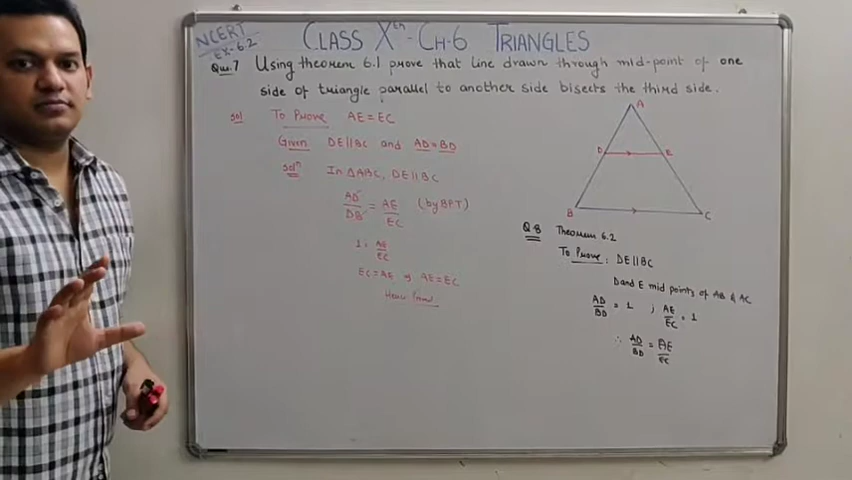 NCERT
EX-6.2
CLASS Xth - CH-6 TRIANGLES
Que.7 Using theorem 6.1 prove that line drawn through mid-point of one
side of triangle parallel to another side bisects the third side.
Sol To Prove AE = EC
Given DE || BC and AD = BD
Soln In △ABC, DE || BC
AD/DB = AE/EC (by BPT)
1 = AE/EC
EC = AE or AE = EC
Hence Proved
A
D E
B C
Q8 Theorem 6.2
To Prove: DE || BC
D and E mid points of AB & AC
AD/BD = 1 ; AE/EC = 1
∴ AD/BD = AE/EC